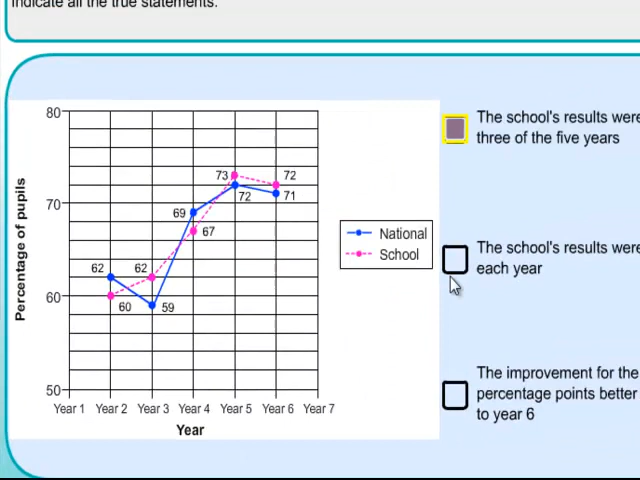 indicate all the true statements.
80
70
60
50
Percentage of pupils
62
62
60
59
69
67
73
72
72
71
Year 1 Year 2 Year 3 Year 4 Year 5 Year 6 Year 7
Year
National
School
The school's results were
three of the five years
The school's results were
each year
The improvement for the
percentage points better
to year 6